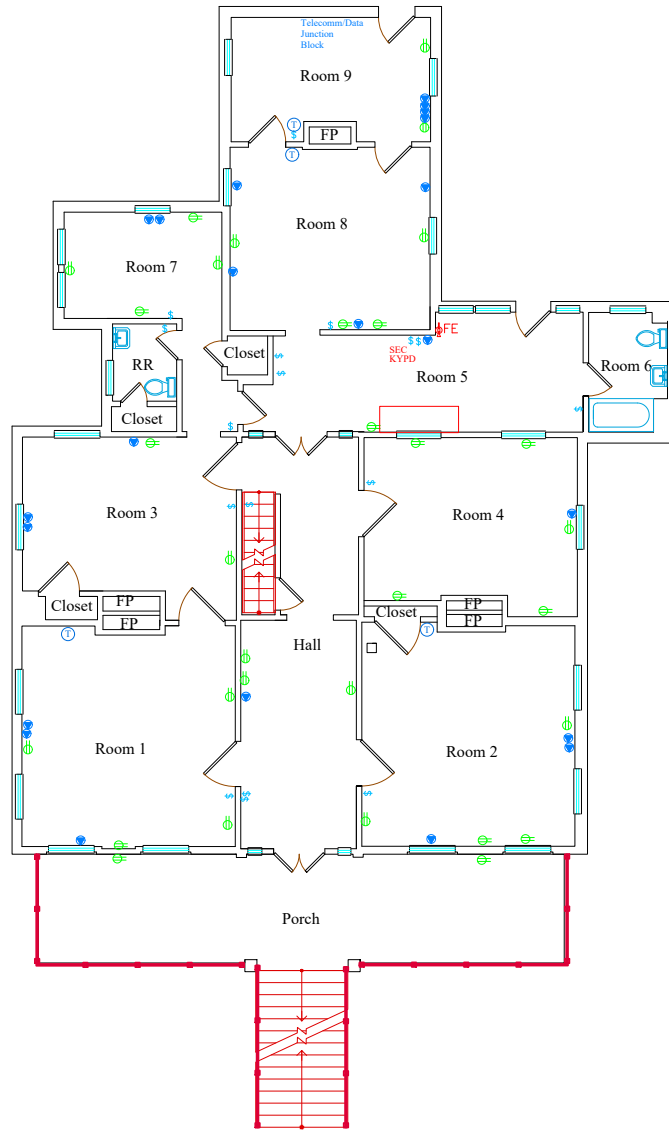 Telecomm/Data
Junction
Block
Room 9
T
$
FP
T
Room 8
Room 7
$
$
$
$ $
FE
SEC
KYPD
RR
Closet
$
$
Room 5
Room 6
$
Closet
$
Room 3
$
$
$
Room 4
Closet
FP
FP
Closet
FP
FP
T
T
Hall
Room 1
Room 2
$
$
$
$
Porch